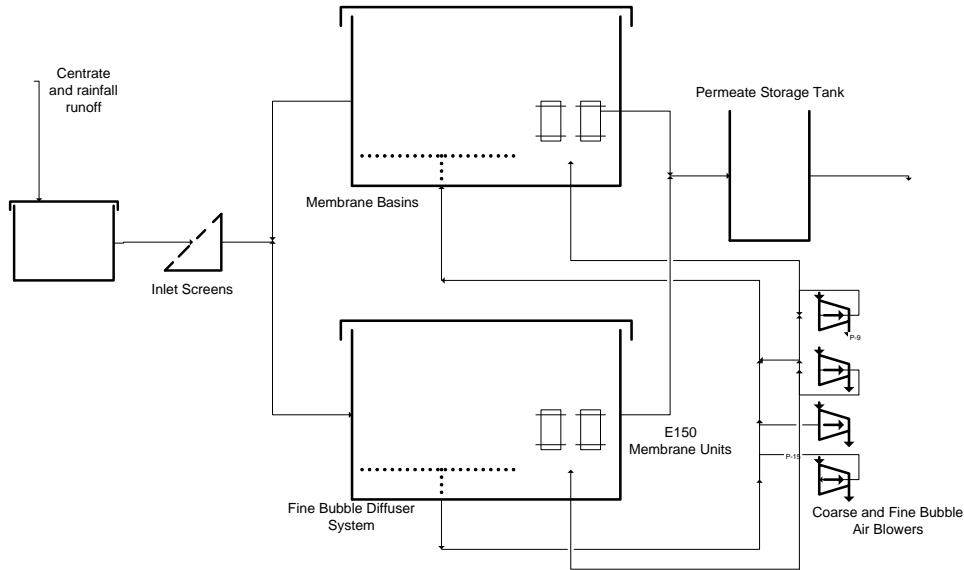 Centrate
and rainfall
runoff
Permeate Storage Tank
Membrane Basins
Inlet Screens
P-9
E150
Membrane Units
P-15
Fine Bubble Diffuser
System
Coarse and Fine Bubble
Air Blowers